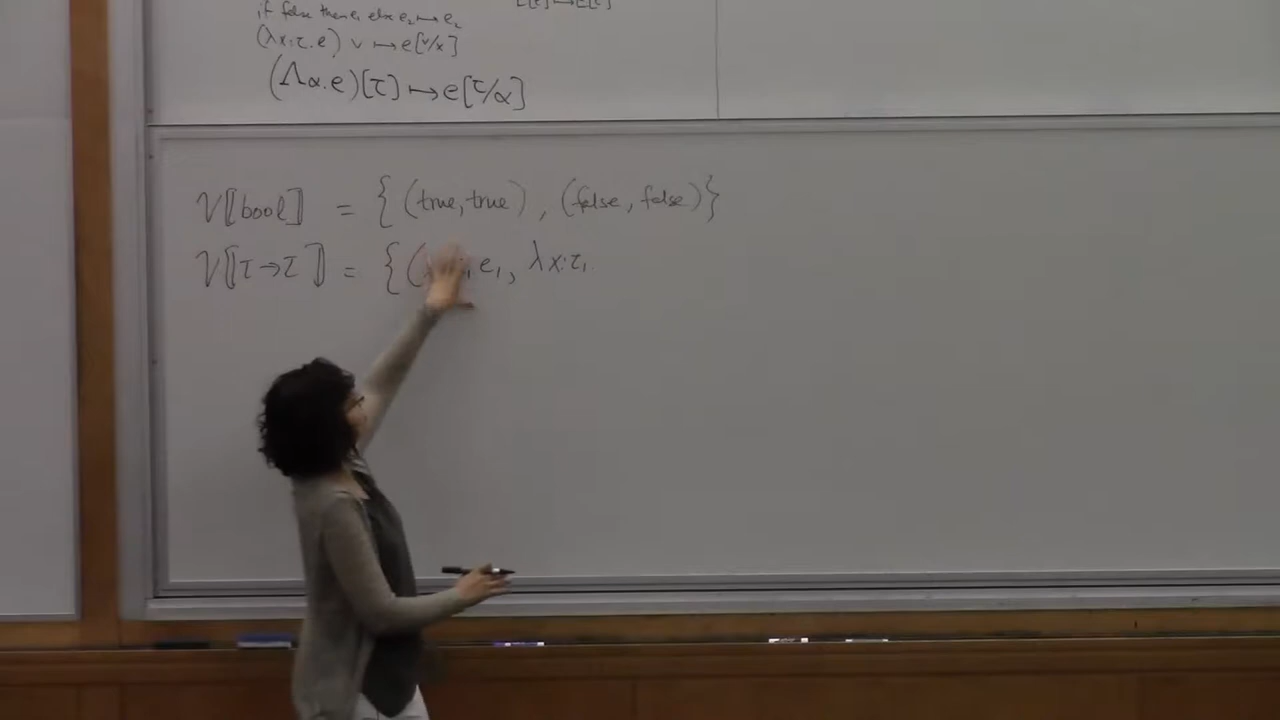 if false then e₁ else e₂ ↦ e₂
(λx:τ.e) v ↦ e[v/x]
(Λα.e)[τ] ↦ e[τ/α]
V⟦bool⟧ = {(true,true), (false,false)}
V⟦τ→τ⟧ = {( e₁, λx:τ₁.